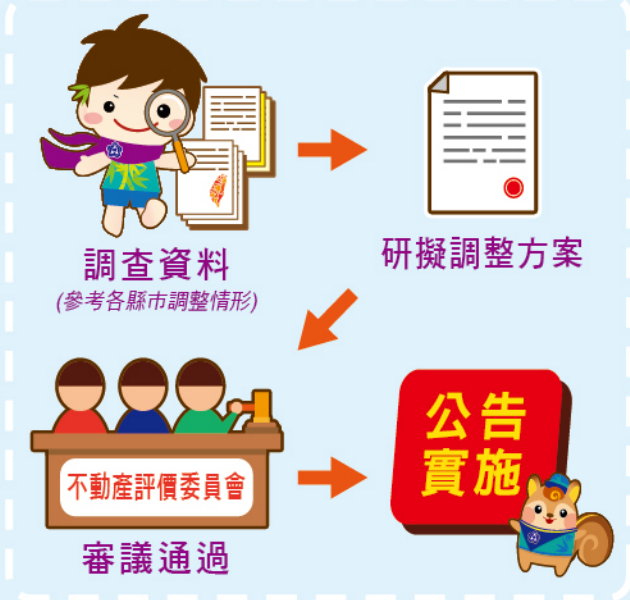 調查資料
(參考各縣市調整情形)
研擬調整方案
不動產評價委員會
審議通過
公告
實施